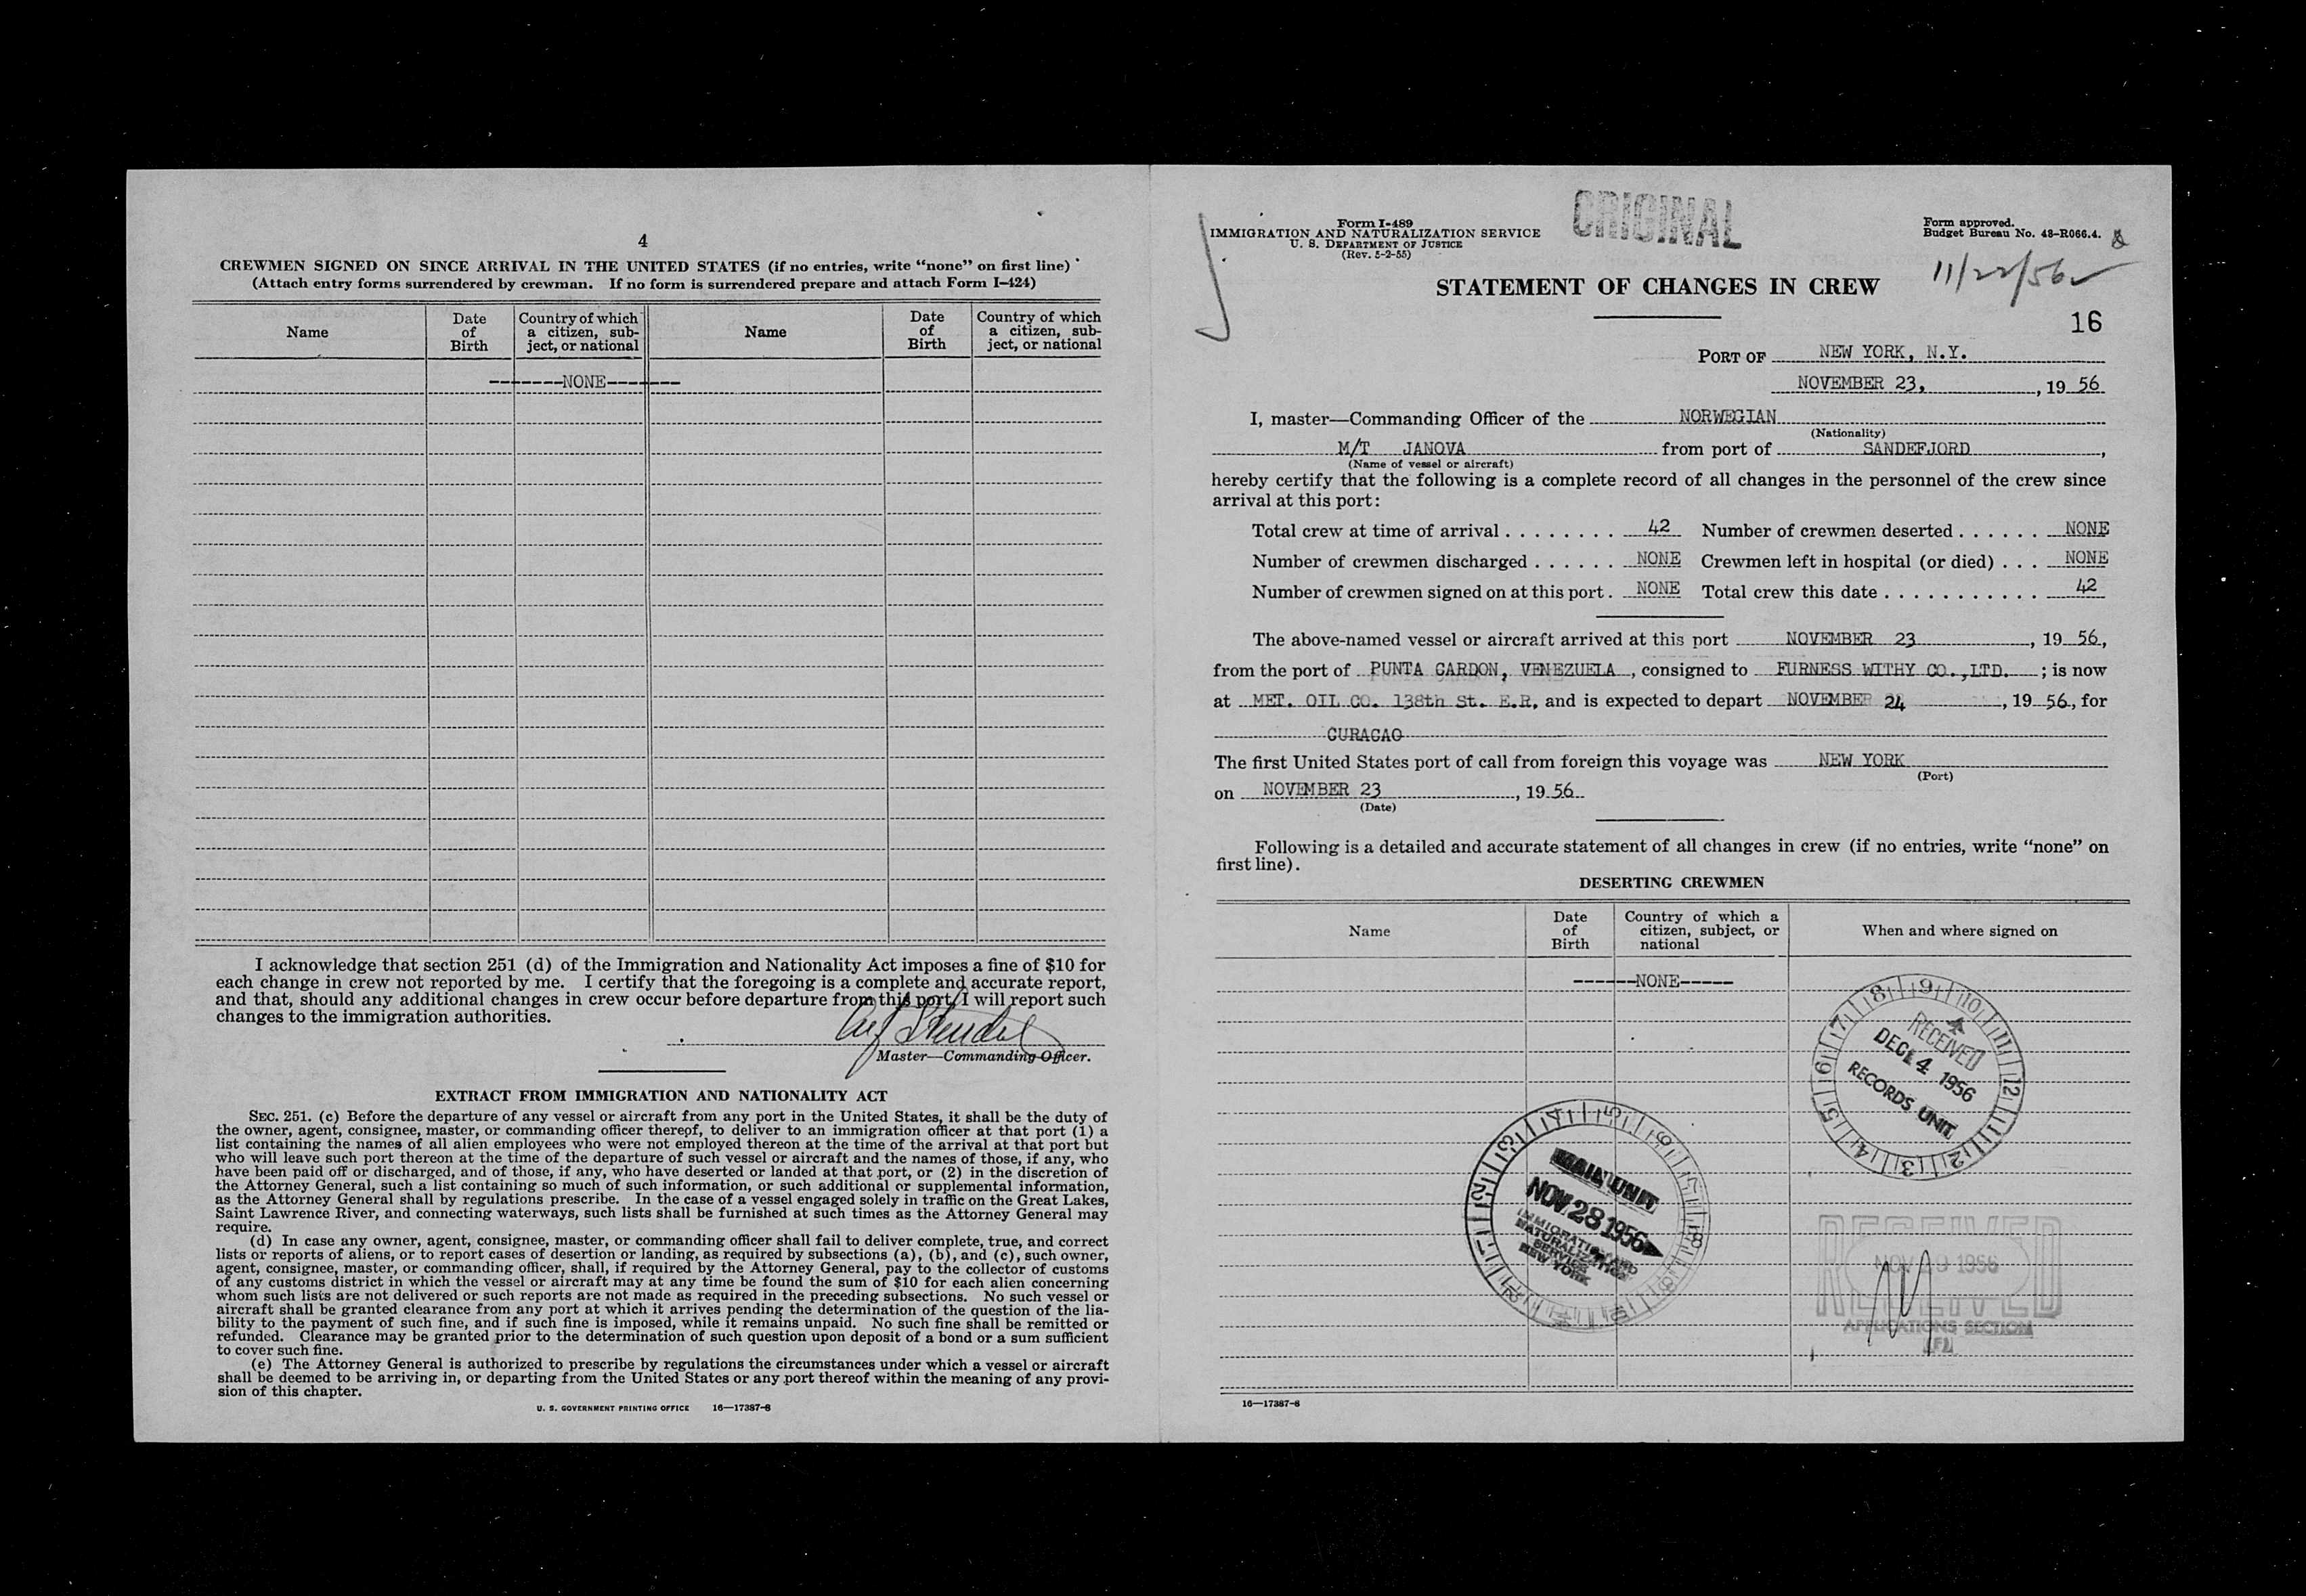 4
CREWMEN SIGNED ON SINCE ARRIVAL IN THE UNITED STATES (if no entries, write “none” on first line)
(Attach entry forms surrendered by crewman. If no form is surrendered prepare and attach Form I-424)
Name Date of Birth Country of which a citizen, subject, or national Name Date of Birth Country of which a citizen, subject, or national
--------NONE--------
I acknowledge that section 251 (d) of the Immigration and Nationality Act imposes a fine of $10 for
each change in crew not reported by me. I certify that the foregoing is a complete and accurate report,
and that, should any additional changes in crew occur before departure from this port, I will report such
changes to the immigration authorities.
Master—Commanding Officer.
EXTRACT FROM IMMIGRATION AND NATIONALITY ACT
SEC. 251. (c) Before the departure of any vessel or aircraft from any port in the United States, it shall be the duty of
the owner, agent, consignee, master, or commanding officer thereof, to deliver to an immigration officer at that port (1) a
list containing the names of all alien employees who were not employed thereon at the time of the arrival at that port but
who will leave such port thereon at the time of the departure of such vessel or aircraft and the names of those, if any, who
have been paid off or discharged, and of those, if any, who have deserted or landed at that port, or (2) in the discretion of
the Attorney General, such a list containing so much of such information, or such additional or supplemental information,
as the Attorney General shall by regulations prescribe. In the case of a vessel engaged solely in traffic on the Great Lakes,
Saint Lawrence River, and connecting waterways, such lists shall be furnished at such times as the Attorney General may
require.
(d) In case any owner, agent, consignee, master, or commanding officer shall fail to deliver complete, true, and correct
lists or reports of aliens, or to report cases of desertion or landing, as required by subsections (a), (b), and (c), such owner,
agent, consignee, master, or commanding officer, shall, if required by the Attorney General, pay to the collector of customs
of any customs district in which the vessel or aircraft may at any time be found the sum of $10 for each alien concerning
whom such lists are not delivered or such reports are not made as required in the preceding subsections. No such vessel or
aircraft shall be granted clearance from any port at which it arrives pending the determination of the question of the lia-
bility to the payment of such fine, and if such fine is imposed, while it remains unpaid. No such fine shall be remitted or
refunded. Clearance may be granted prior to the determination of such question upon deposit of a bond or a sum sufficient
to cover such fine.
(e) The Attorney General is authorized to prescribe by regulations the circumstances under which a vessel or aircraft
shall be deemed to be arriving in, or departing from the United States or any port thereof within the meaning of any provi-
sion of this chapter.
U. S. GOVERNMENT PRINTING OFFICE 16—17387-8
Form I-489
IMMIGRATION AND NATURALIZATION SERVICE
U. S. DEPARTMENT OF JUSTICE
(Rev. 5-2-55)
ORIGINAL
Form approved.
Budget Bureau No. 43-R066.4.
11/22/56
STATEMENT OF CHANGES IN CREW
16
PORT OF NEW YORK, N.Y.
NOVEMBER 23, , 19 56
I, master—Commanding Officer of the NORWEGIAN
(Nationality)
M/T JANOVA from port of SANDEFJORD ,
(Name of vessel or aircraft)
hereby certify that the following is a complete record of all changes in the personnel of the crew since
arrival at this port:
Total crew at time of arrival . . . . . . . . 42 Number of crewmen deserted . . . . . . NONE
Number of crewmen discharged . . . . . . NONE Crewmen left in hospital (or died) . . . NONE
Number of crewmen signed on at this port . NONE Total crew this date . . . . . . . . . . . 42
The above-named vessel or aircraft arrived at this port NOVEMBER 23 , 19 56,
from the port of PUNTA CARDON, VENEZUELA , consigned to FURNESS WITHY CO.,LTD. ; is now
at MET. OIL CO. 138th St. E.R, and is expected to depart NOVEMBER 24 , 19 56, for
CURACAO
The first United States port of call from foreign this voyage was NEW YORK
(Port)
on NOVEMBER 23 , 19 56
(Date)
Following is a detailed and accurate statement of all changes in crew (if no entries, write “none” on
first line).
DESERTING CREWMEN
Name Date of Birth Country of which a citizen, subject, or national When and where signed on
-------NONE-----
RECEIVED
DEC 4 1956
RECORDS UNIT
MAIN UNIT
NOV 28 1956
IMMIGRATION AND
NATURALIZATION
SERVICE
NEW YORK
RECEIVED
1956
APPLICATIONS SECTION
16—17387-8